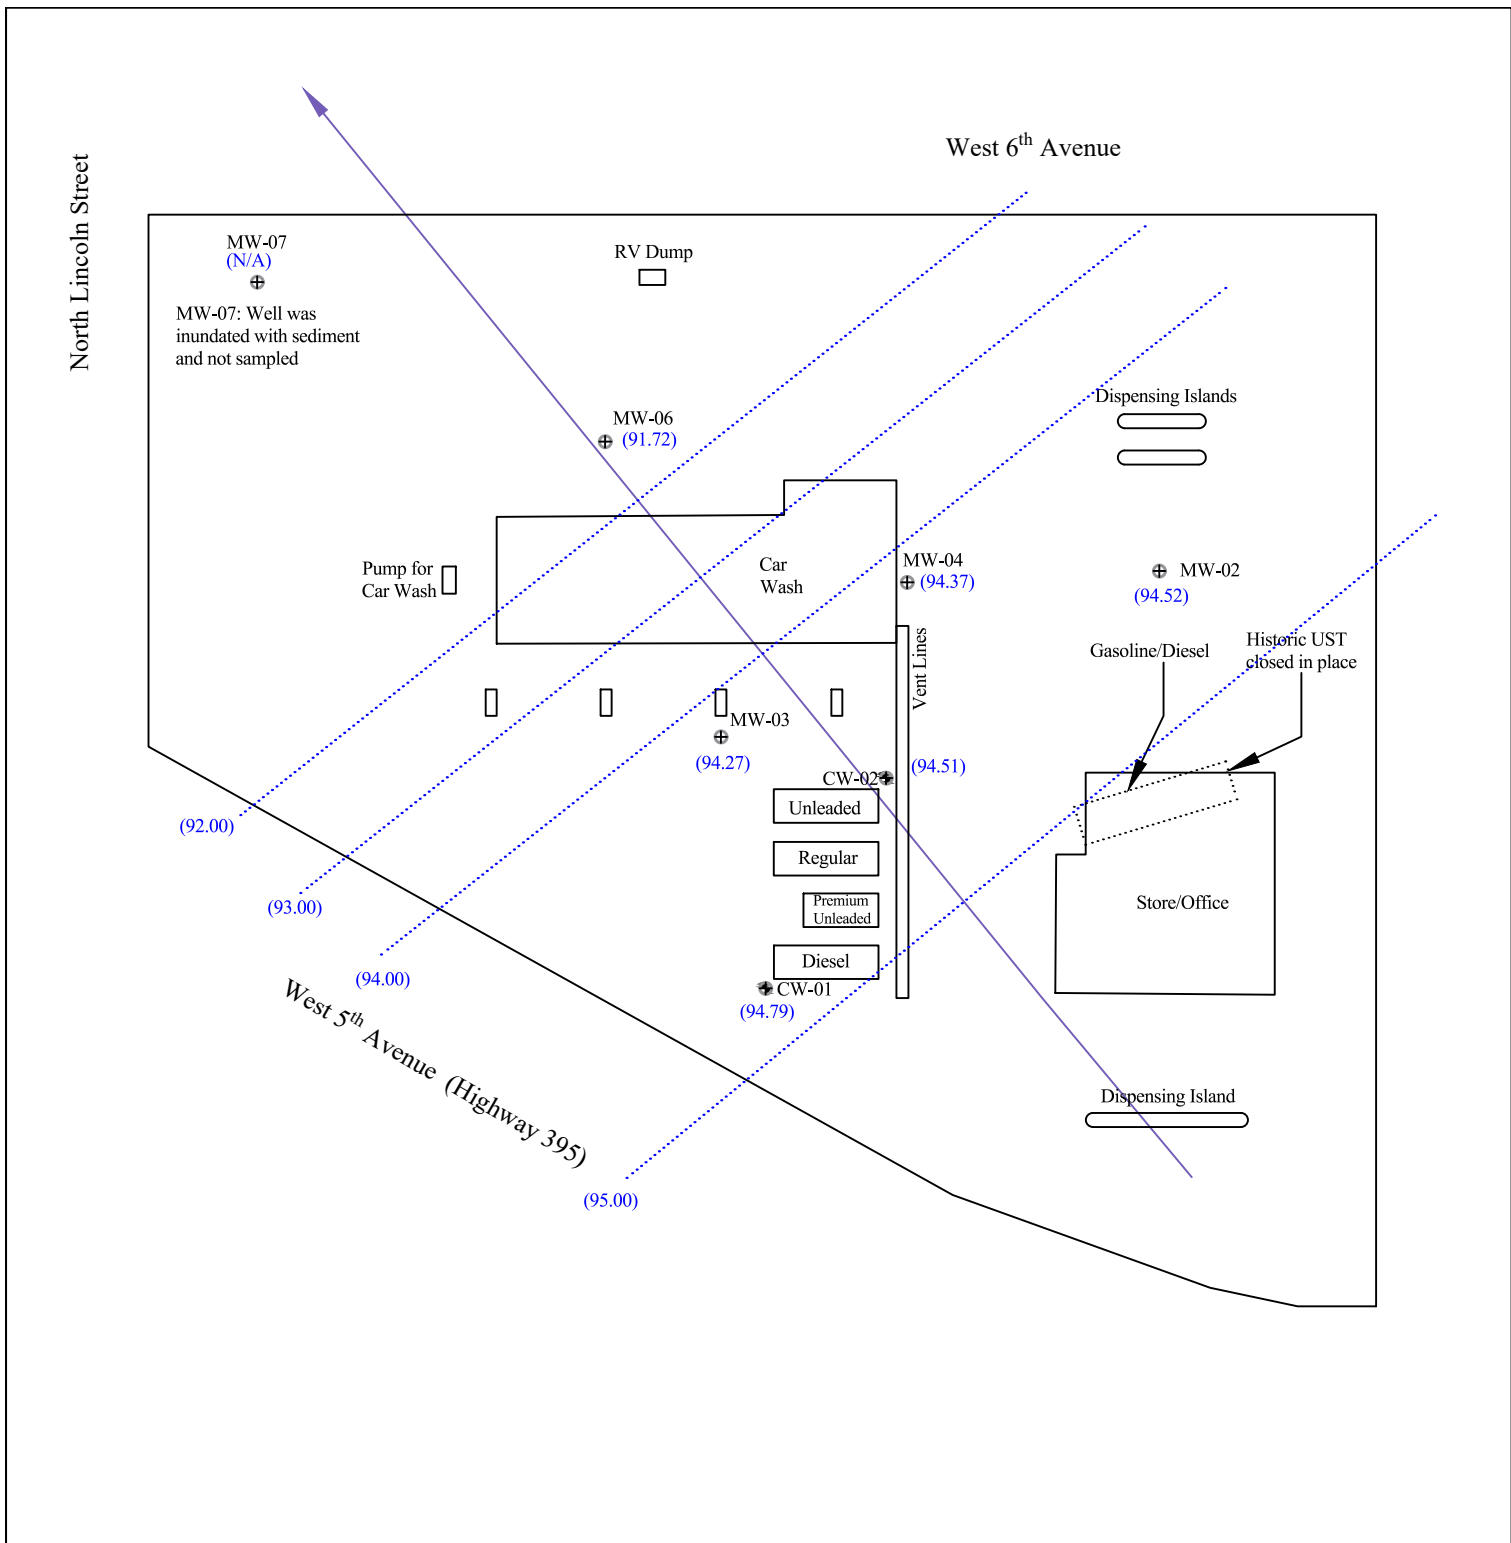 West 6th Avenue
North Lincoln Street
MW-07
(N/A)
MW-07: Well was
inundated with sediment
and not sampled
RV Dump
MW-06
(91.72)
Dispensing Islands
Pump for
Car Wash
Car
Wash
MW-04
(94.37)
MW-02
(94.52)
Vent Lines
Gasoline/Diesel
Historic UST
closed in place
MW-03
(94.27)
CW-02
(94.51)
Unleaded
Regular
Premium
Unleaded
Diesel
Store/Office
(92.00)
(93.00)
(94.00)
CW-01
(94.79)
West 5th Avenue (Highway 395)
Dispensing Island
(95.00)